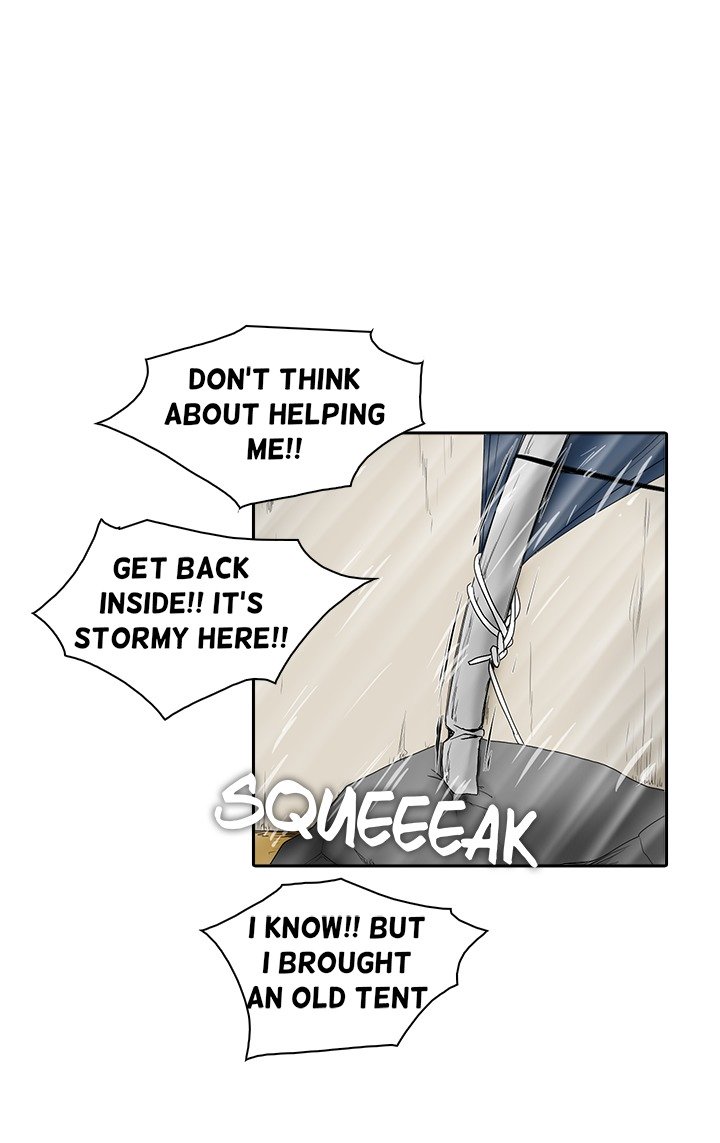 DON'T THINK
ABOUT HELPING
ME!!
GET BACK
INSIDE!! IT'S
STORMY HERE!!
SQUEEEAK
I KNOW!! BUT
I BROUGHT
AN OLD TENT